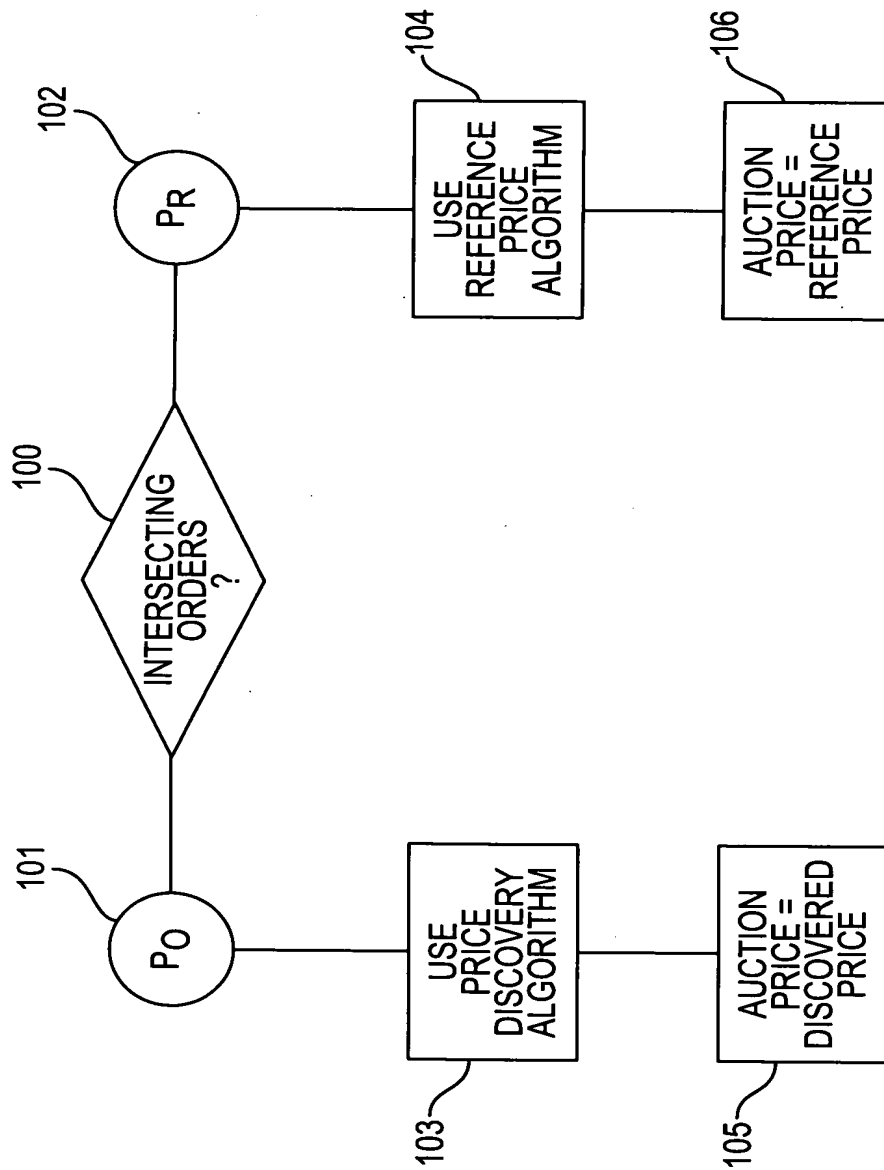 100
101
102
INTERSECTING
ORDERS
?
PO
PR
103
USE
PRICE
DISCOVERY
ALGORITHM
104
USE
REFERENCE
PRICE
ALGORITHM
105
AUCTION
PRICE =
DISCOVERED
PRICE
106
AUCTION
PRICE =
REFERENCE
PRICE